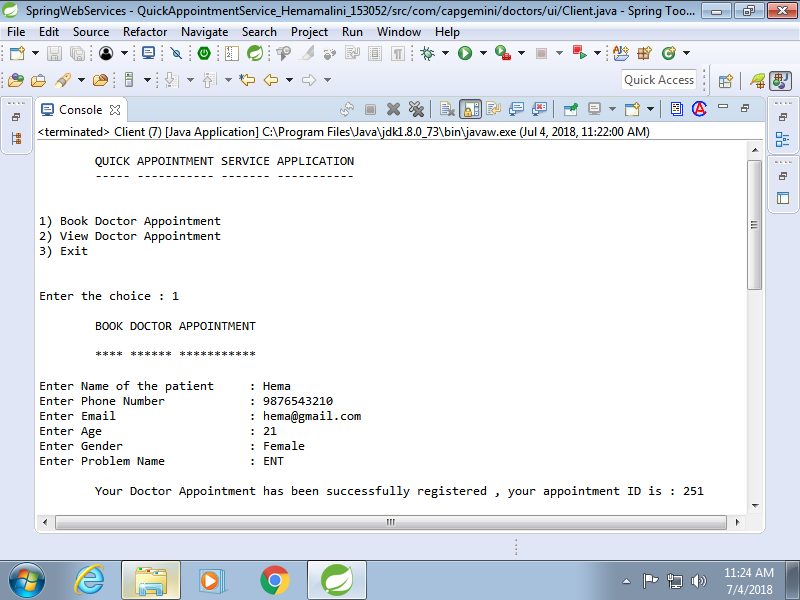 SpringWebServices - QuickAppointmentService_Hemamalini_153052/src/com/capgemini/doctors/ui/Client.java - Spring Too...
File Edit Source Refactor Navigate Search Project Run Window Help
Quick Access
Console
<terminated> Client (7) [Java Application] C:\Program Files\Java\jdk1.8.0_73\bin\javaw.exe (Jul 4, 2018, 11:22:00 AM)
QUICK APPOINTMENT SERVICE APPLICATION
----- ----------- ------- -----------
1) Book Doctor Appointment
2) View Doctor Appointment
3) Exit
Enter the choice : 1
BOOK DOCTOR APPOINTMENT
**** ****** ***********
Enter Name of the patient : Hema
Enter Phone Number : 9876543210
Enter Email : hema@gmail.com
Enter Age : 21
Enter Gender : Female
Enter Problem Name : ENT
Your Doctor Appointment has been successfully registered , your appointment ID is : 251
11:24 AM
7/4/2018